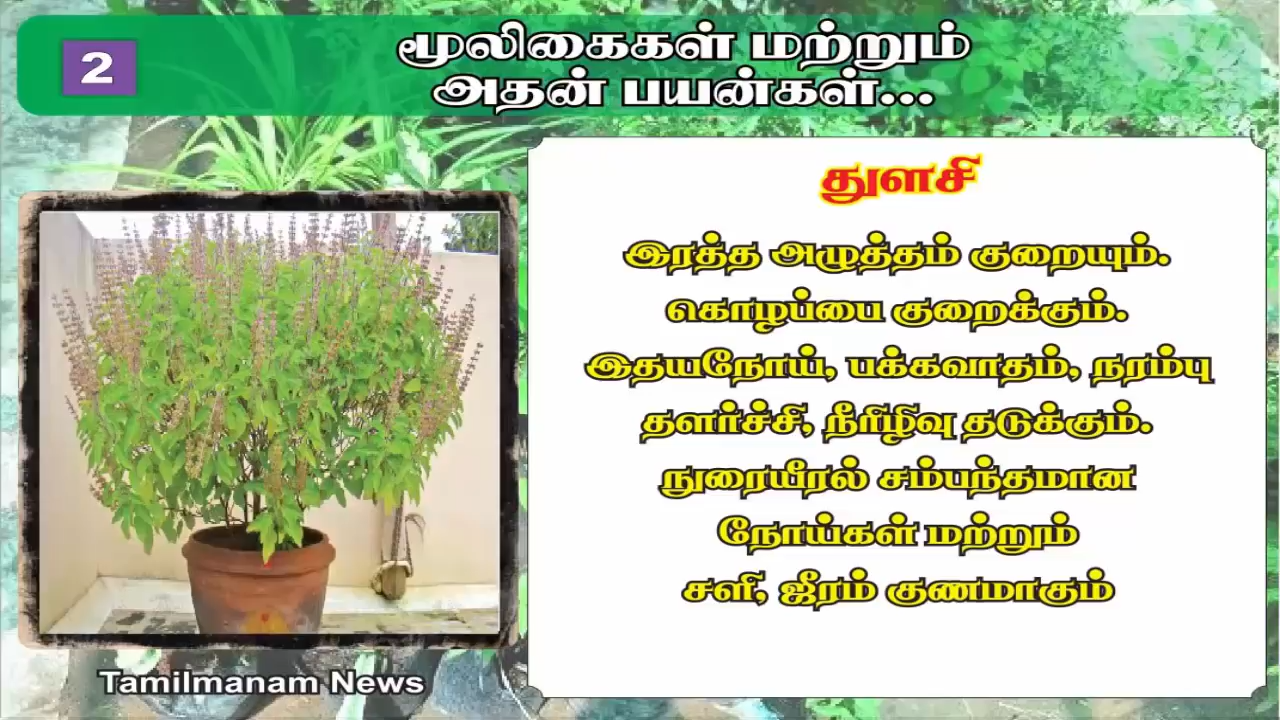 2
மூலிகைகள் மற்றும்
அதன் பயன்கள்...
துளசி
இரத்த அழுத்தம் குறையும்.
கொழப்பை குறைக்கும்.
இதயநோய், பக்கவாதம், நரம்பு
தளர்ச்சி, நீரிழிவு தடுக்கும்.
நுரையீரல் சம்பந்தமான
நோய்கள் மற்றும்
சளி, ஜீரம் குணமாகும்
Tamilmanam News